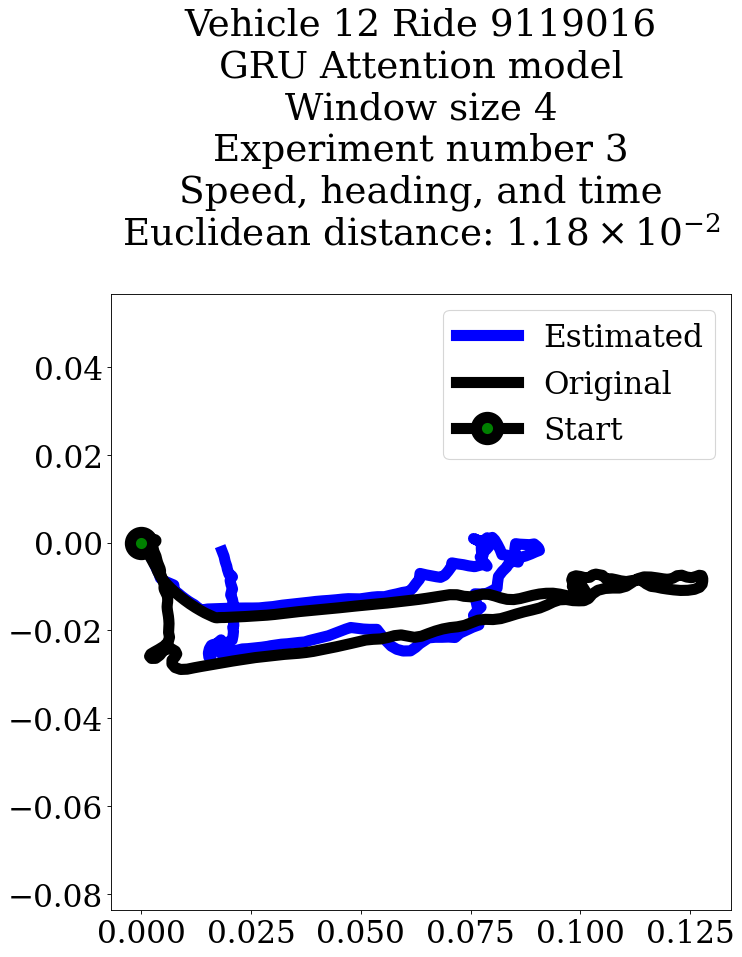 Vehicle 12 Ride 9119016
GRU Attention model
Window size 4
Experiment number 3
Speed, heading, and time
Euclidean distance: 1.18 × 10⁻²
Estimated
Original
Start
0.04
0.02
0.00
−0.02
−0.04
−0.06
−0.08
0.000 0.025 0.050 0.075 0.100 0.125